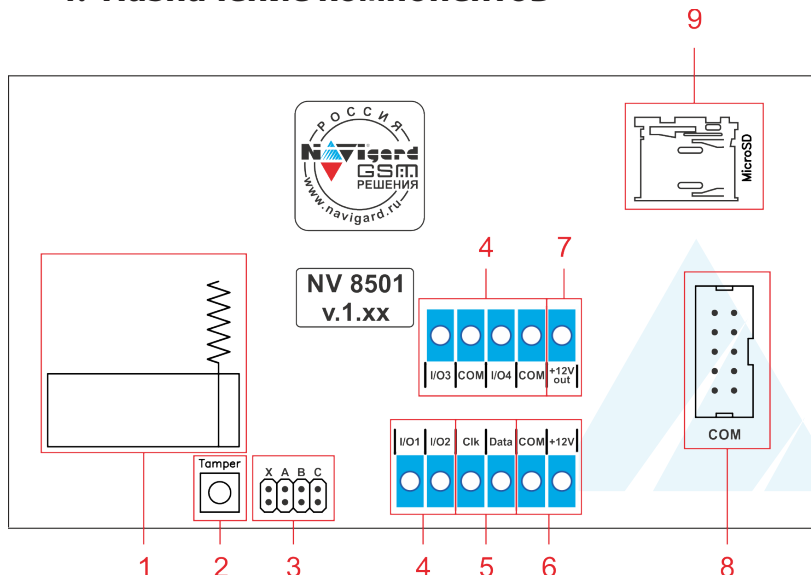 9
РОССИЯ
Navigard
GSM
РЕШЕНИЯ
www.navigard.ru
MicroSD
4
7
NV 8501
v.1.xx
I/O3 COM I/O4 COM +12V out
COM
I/O1 I/O2 Clk Data COM +12V
Tamper
X A B C
1
2
3
4
5
6
8